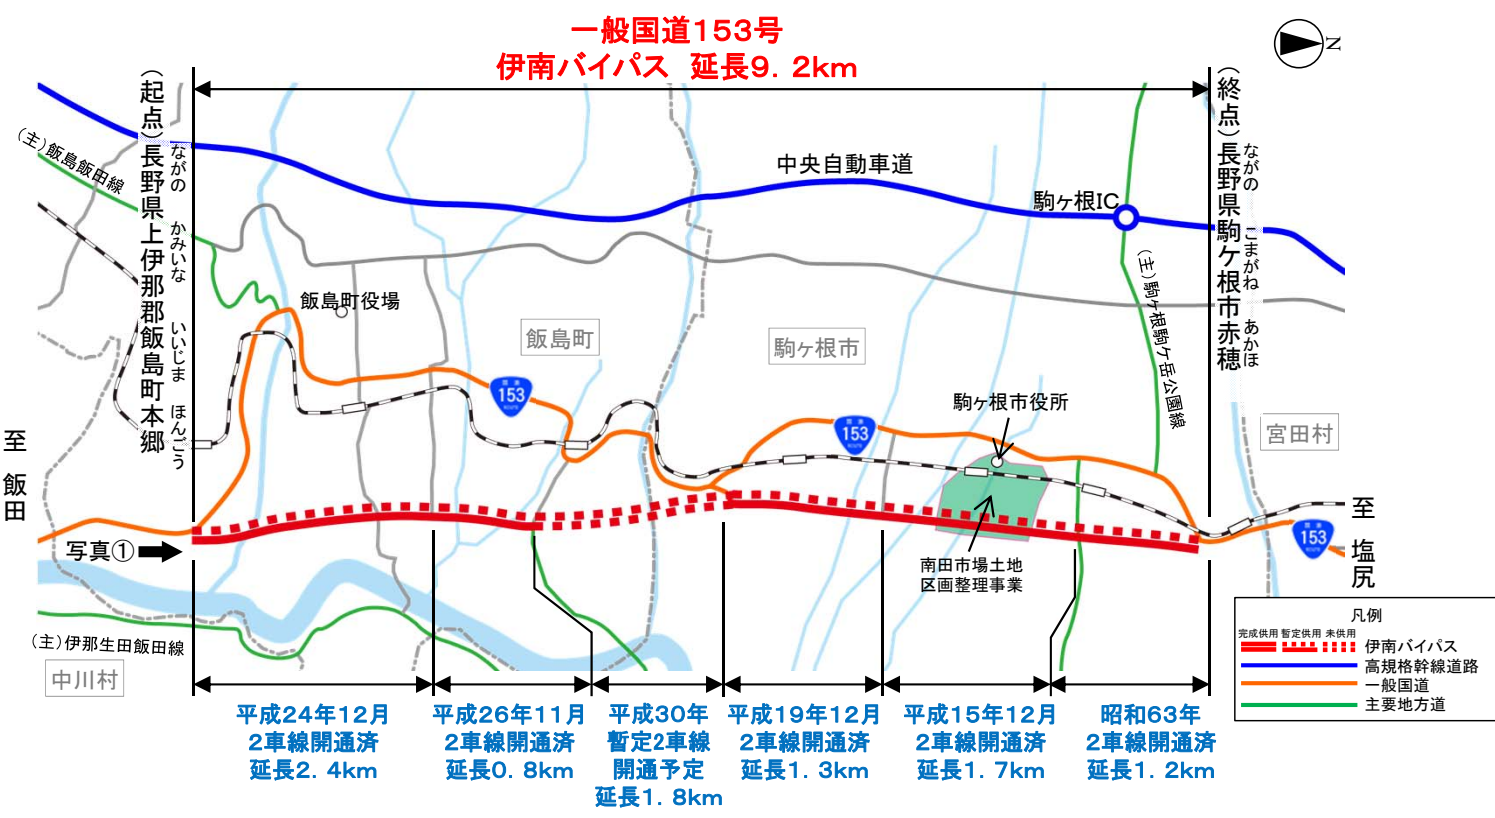 一般国道153号
伊南バイパス 延長9.2km
N
(起点)長野県上伊那郡飯島町本郷
ながの かみいな いいじま ほんごう
(終点)長野県駒ケ根市赤穂
ながの こまがね あかほ
(主)飯島飯田線
中央自動車道
駒ヶ根IC
(主)駒ヶ根駒ケ岳公園線
飯島町役場
飯島町
駒ヶ根市
宮田村
国道
153
ROUTE
国道
153
ROUTE
駒ヶ根市役所
至 飯田
写真①
南田市場土地
区画整理事業
国道
153
ROUTE
至 塩尻
(主)伊那生田飯田線
中川村
凡例
完成供用 暫定供用 未供用
伊南バイパス
高規格幹線道路
一般国道
主要地方道
平成24年12月
2車線開通済
延長2.4km
平成26年11月
2車線開通済
延長0.8km
平成30年
暫定2車線
開通予定
延長1.8km
平成19年12月
2車線開通済
延長1.3km
平成15年12月
2車線開通済
延長1.7km
昭和63年
2車線開通済
延長1.2km